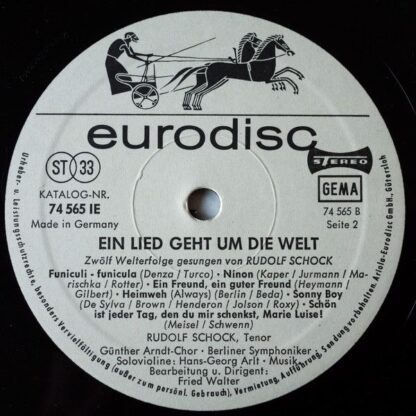 eurodisc
ST 33
STEREO
KATALOG-NR.
74 565 IE
Made in Germany
GEMA
74 565 B
Seite 2
EIN LIED GEHT UM DIE WELT
Zwölf Welterfolge gesungen von RUDOLF SCHOCK
Funiculi - funicula (Denza / Turco) • Ninon (Kaper / Jurmann / Ma-
rischka / Rotter) • Ein Freund, ein guter Freund (Heymann /
Gilbert) • Heimweh (Always) (Berlin / Beda) • Sonny Boy
(De Sylva / Brown / Henderon / Jolson / Roxy) • Schön
ist jeder Tag, den du mir schenkst, Marie Luise!
(Meisel / Schwenn)
RUDOLF SCHOCK, Tenor
Günther Arndt-Chor • Berliner Symphoniker
Solovioline: Hans-Georg Arlt • Musik.
Bearbeitung u. Dirigent:
Fried Walter
Urheber- u. Leistungsschutzrechte, insbesondere Vervielfältigung (außer zum persönl. Gebrauch), Vermietung, Aufführung, Sendung vorbehalten. Ariola-Eurodisc GmbH., Gütersloh